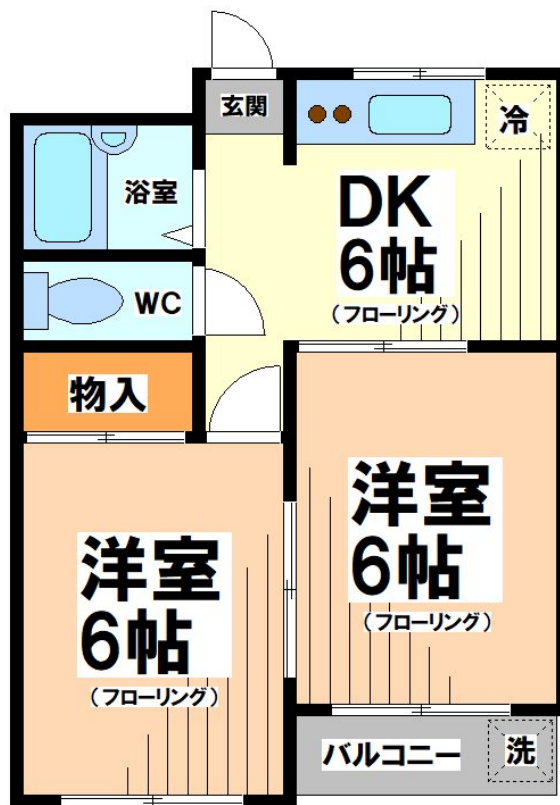 玄関
冷
浴室
DK
6帖
(フローリング)
WC
物入
洋室
6帖
(フローリング)
洋室
6帖
(フローリング)
バルコニー
洗